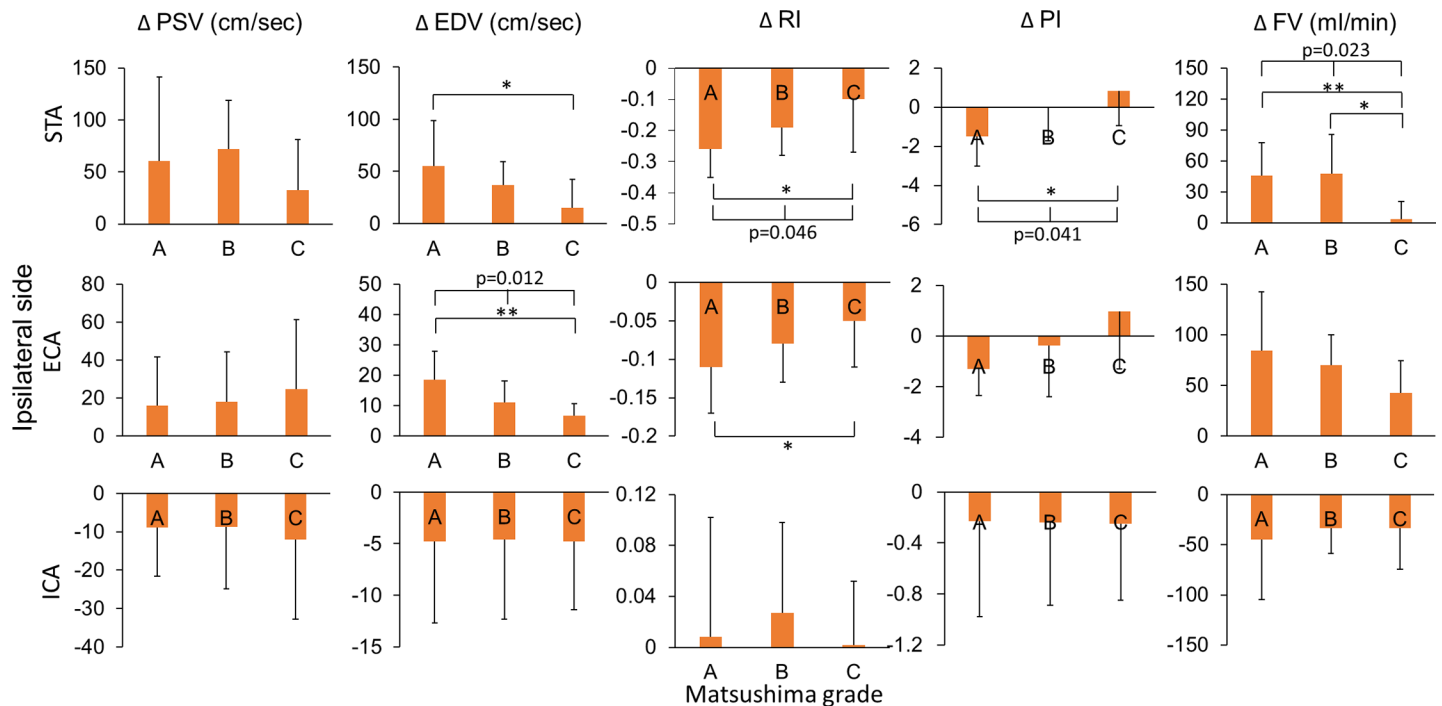 Δ PSV (cm/sec)
Δ EDV (cm/sec)
Δ RI
Δ PI
Δ FV (ml/min)
Ipsilateral side
STA
150
100
50
0
A B C
150
100
50
0
*
A B C
0
-0.1
-0.2
-0.3
-0.4
-0.5
A B C
*
p=0.046
2
0
-2
-4
-6
A B C
*
p=0.041
p=0.023
**
*
150
120
90
60
30
0
A B C
ECA
80
60
40
20
0
A B C
50
40
30
20
10
0
p=0.012
**
A B C
0
-0.05
-0.1
-0.15
-0.2
A B C
*
2
0
-2
-4
A B C
150
100
50
0
A B C
ICA
0
-10
-20
-30
-40
A B C
0
-5
-10
-15
A B C
0.12
0.08
0.04
0
A B C
0
-0.4
-0.8
-1.2
A B C
0
-50
-100
-150
A B C
Matsushima grade